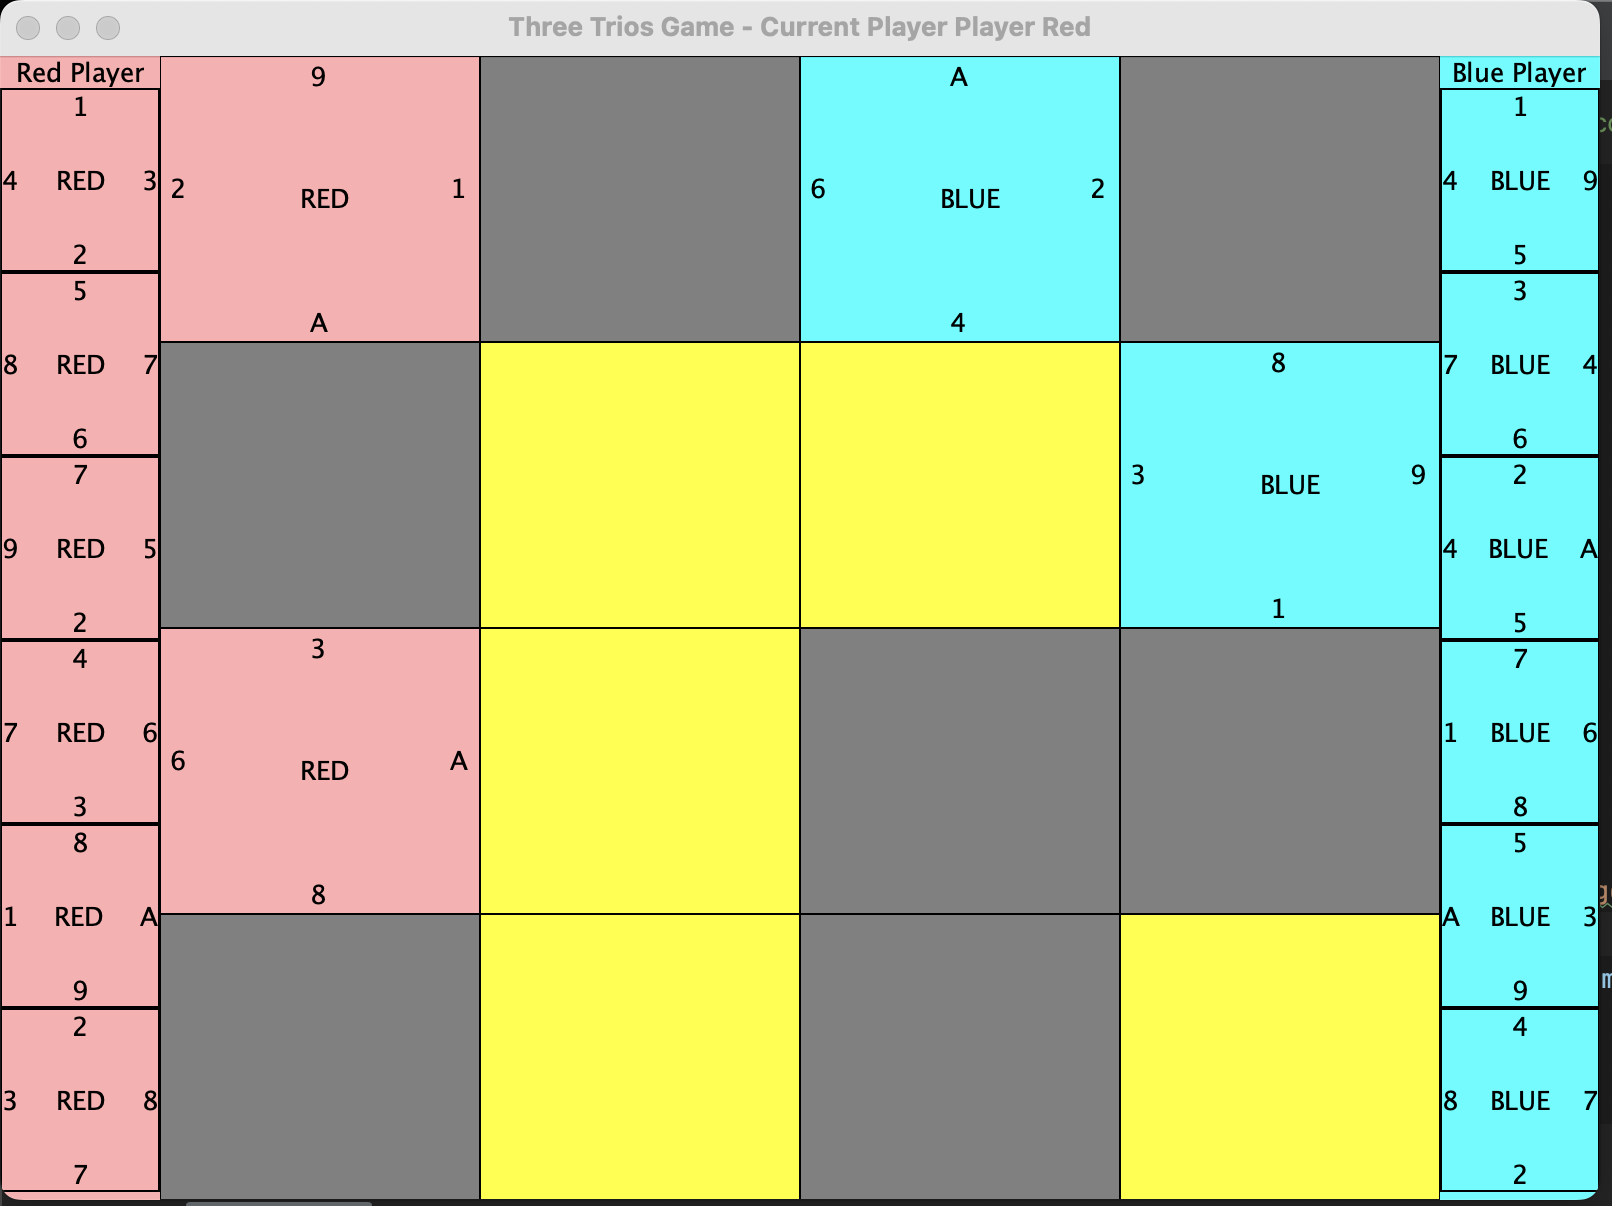 Three Trios Game - Current Player Player Red
Red Player
1
4 RED 3
2
5
8 RED 7
6
7
9 RED 5
2
4
7 RED 6
3
8
1 RED A
9
2
3 RED 8
7
9
2 RED 1
A
A
6 BLUE 2
4
8
3 BLUE 9
1
3
6 RED A
8
Blue Player
1
4 BLUE 9
5
3
7 BLUE 4
6
2
4 BLUE A
5
7
1 BLUE 6
8
5
A BLUE 3
9
4
8 BLUE 7
2